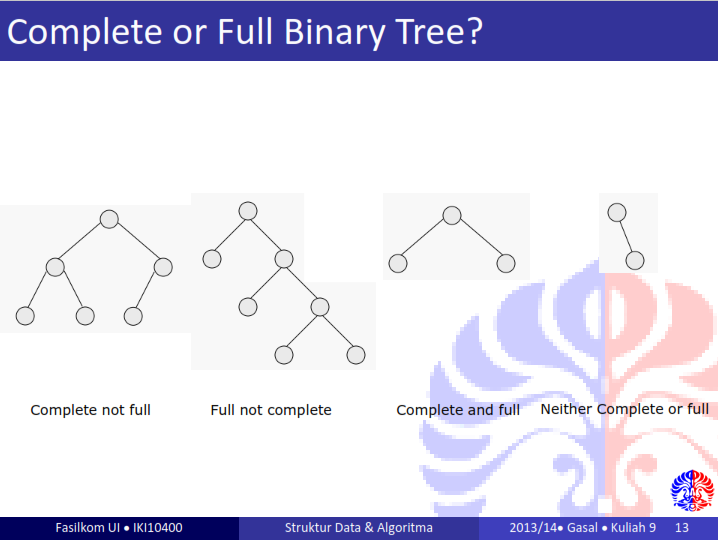 Complete or Full Binary Tree?
Complete not full
Full not complete
Complete and full
Neither Complete or full
Fasilkom UI • IKI10400
Struktur Data & Algoritma
2013/14• Gasal • Kuliah 9
13